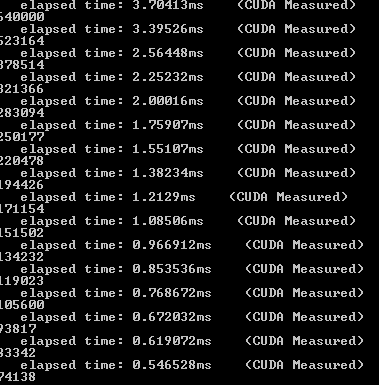 elapsed time: 3.70413ms (CUDA Measured)
640000
elapsed time: 3.39526ms (CUDA Measured)
523164
elapsed time: 2.56448ms (CUDA Measured)
378514
elapsed time: 2.25232ms (CUDA Measured)
321366
elapsed time: 2.00016ms (CUDA Measured)
283094
elapsed time: 1.75907ms (CUDA Measured)
250177
elapsed time: 1.55107ms (CUDA Measured)
220478
elapsed time: 1.38234ms (CUDA Measured)
194426
elapsed time: 1.2129ms (CUDA Measured)
171154
elapsed time: 1.08506ms (CUDA Measured)
151502
elapsed time: 0.966912ms (CUDA Measured)
134232
elapsed time: 0.853536ms (CUDA Measured)
119023
elapsed time: 0.768672ms (CUDA Measured)
105600
elapsed time: 0.672032ms (CUDA Measured)
93817
elapsed time: 0.619072ms (CUDA Measured)
83342
elapsed time: 0.546528ms (CUDA Measured)
74138